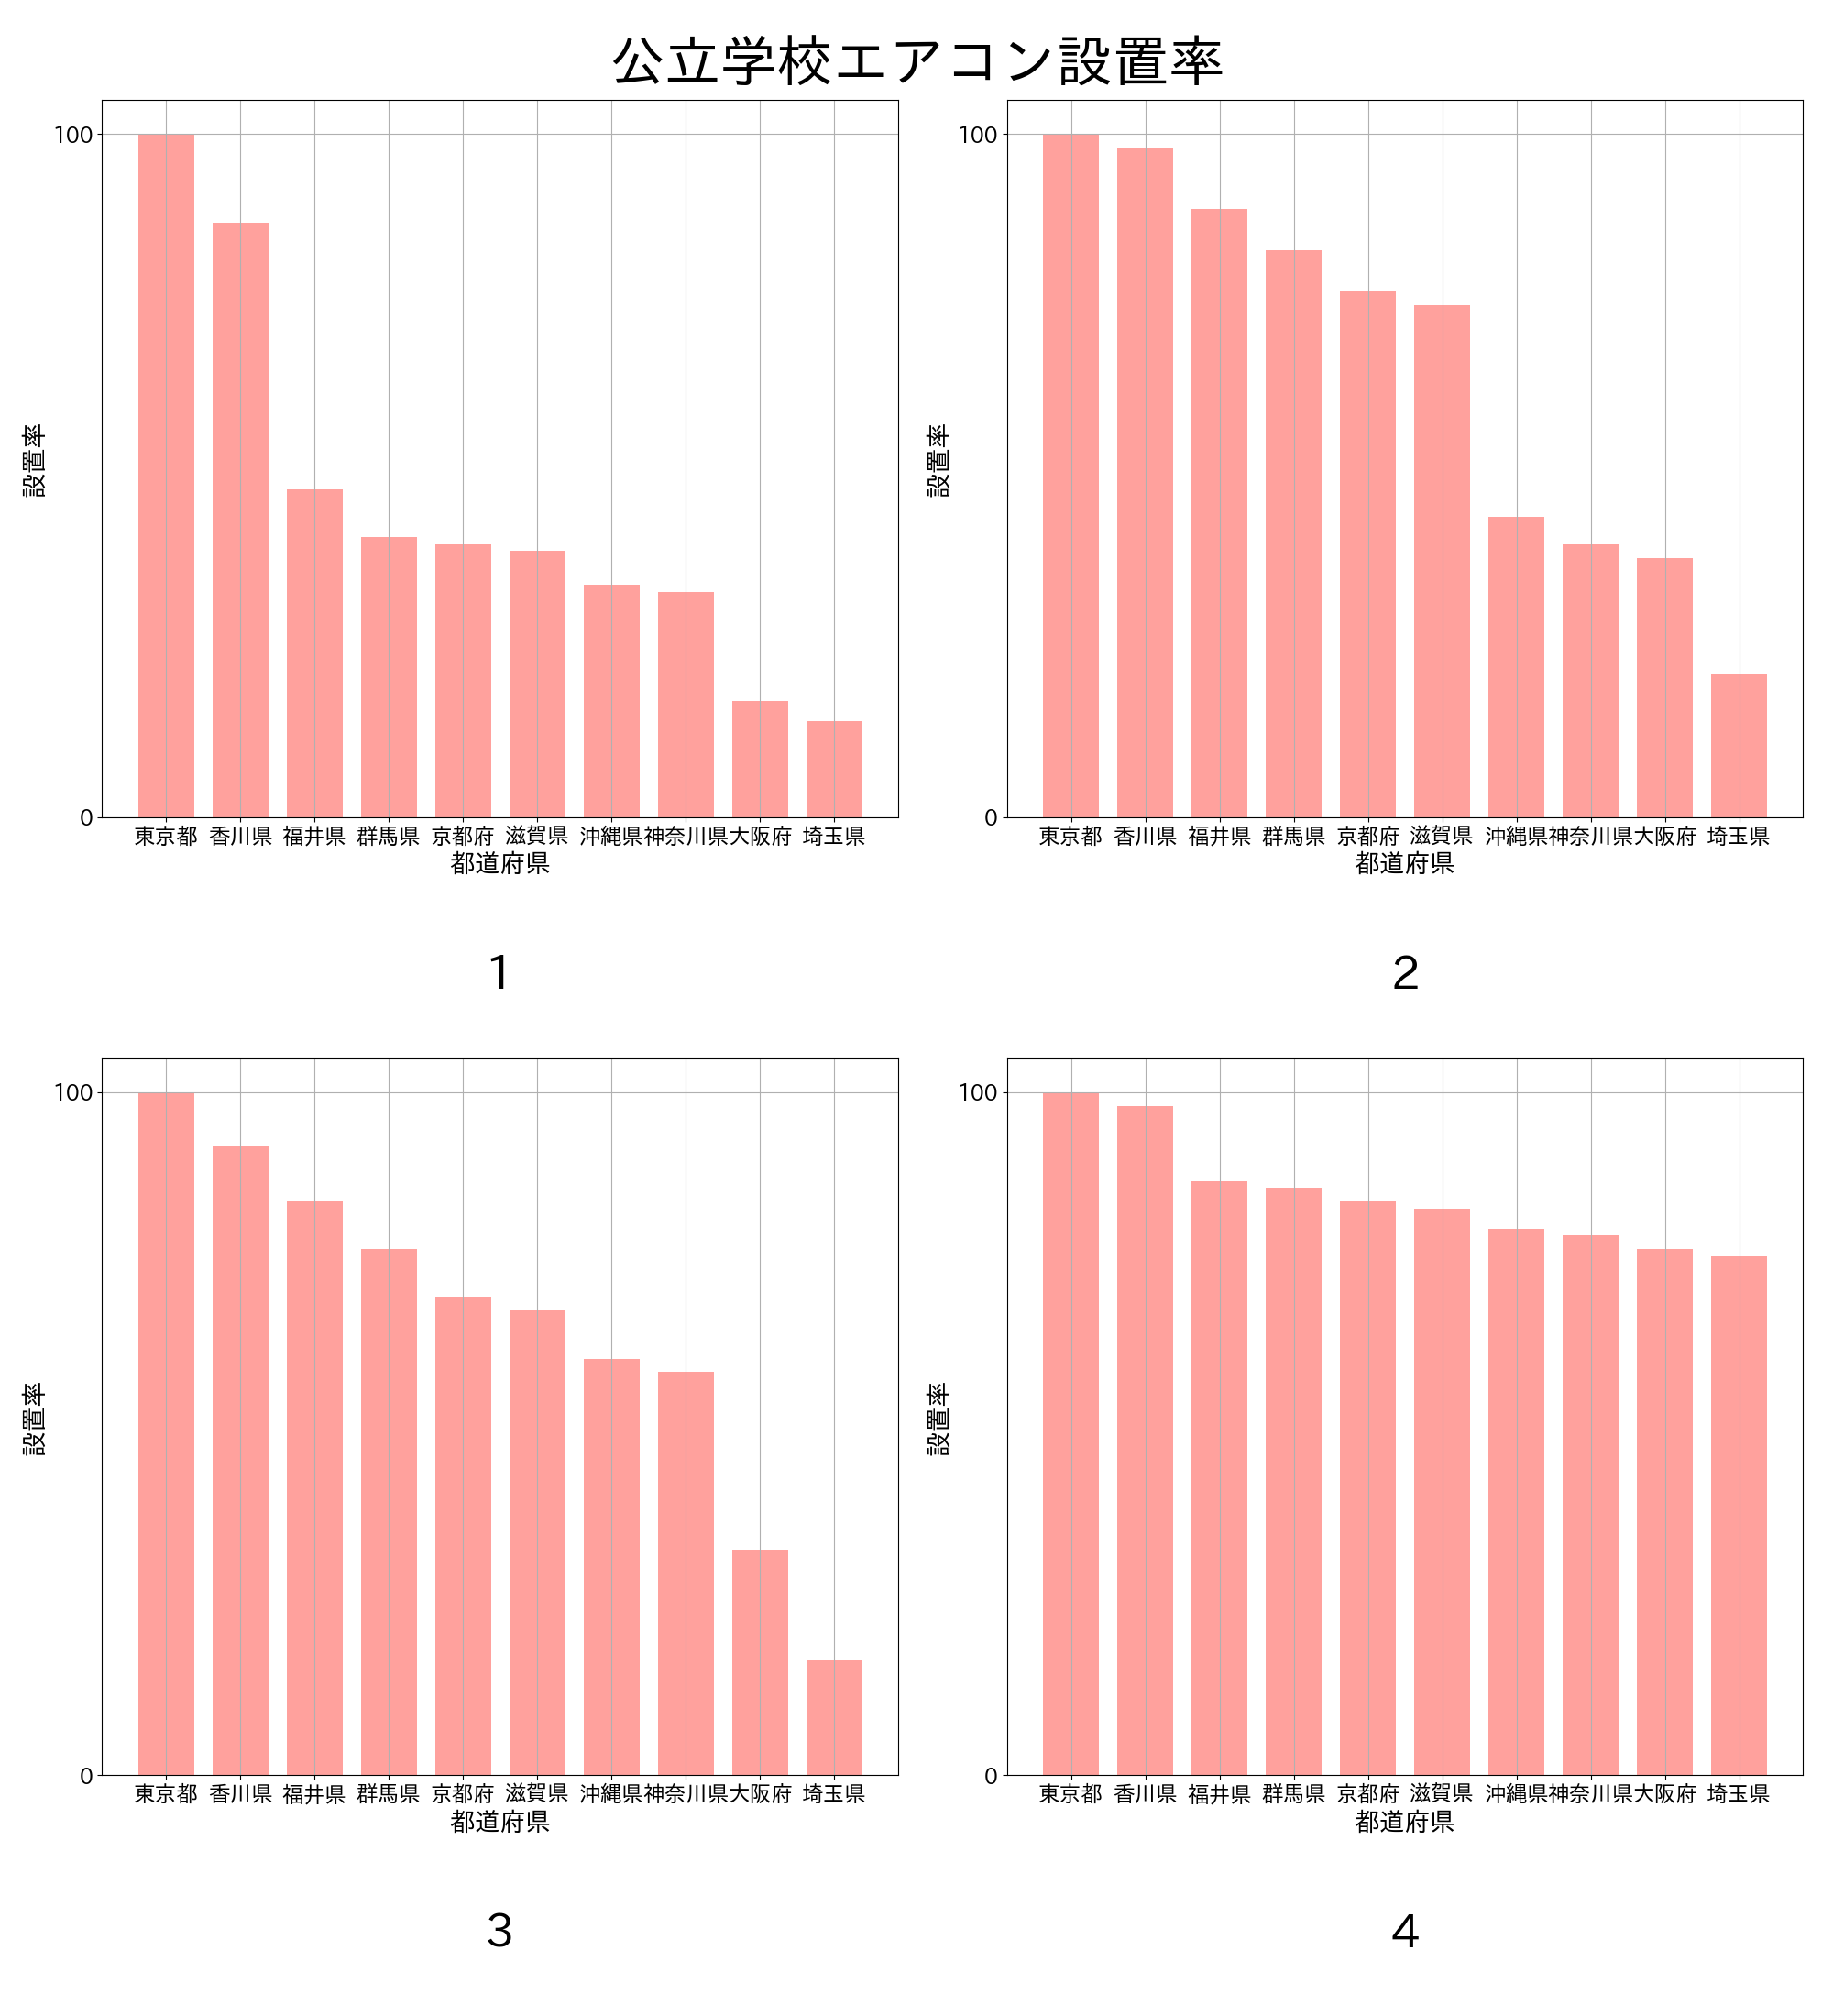 公立学校エアコン設置率
100
0
設置率
東京都 香川県 福井県 群馬県 京都府 滋賀県 沖縄県 神奈川県 大阪府 埼玉県
都道府県
1
100
0
設置率
東京都 香川県 福井県 群馬県 京都府 滋賀県 沖縄県 神奈川県 大阪府 埼玉県
都道府県
2
100
0
設置率
東京都 香川県 福井県 群馬県 京都府 滋賀県 沖縄県 神奈川県 大阪府 埼玉県
都道府県
3
100
0
設置率
東京都 香川県 福井県 群馬県 京都府 滋賀県 沖縄県 神奈川県 大阪府 埼玉県
都道府県
4